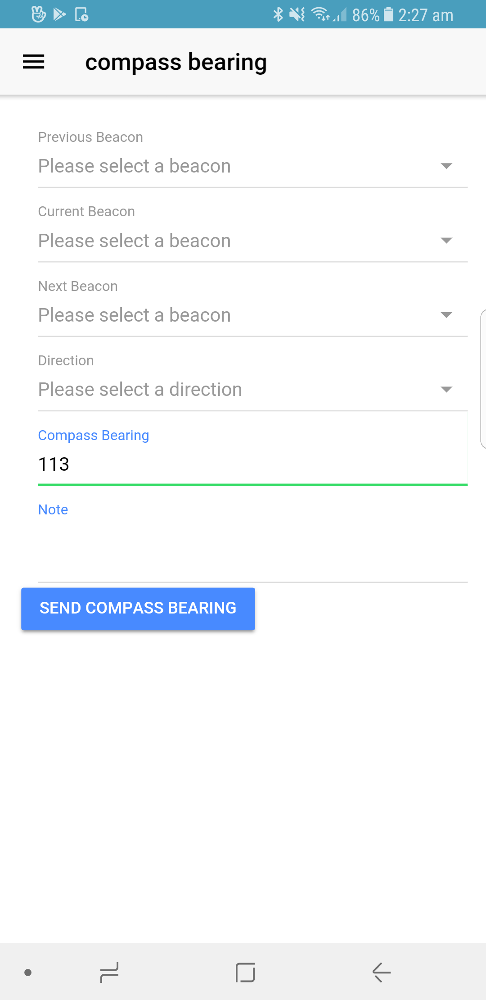 86% 2:27 am
compass bearing
Previous Beacon
Please select a beacon
Current Beacon
Please select a beacon
Next Beacon
Please select a beacon
Direction
Please select a direction
Compass Bearing
113
Note
SEND COMPASS BEARING